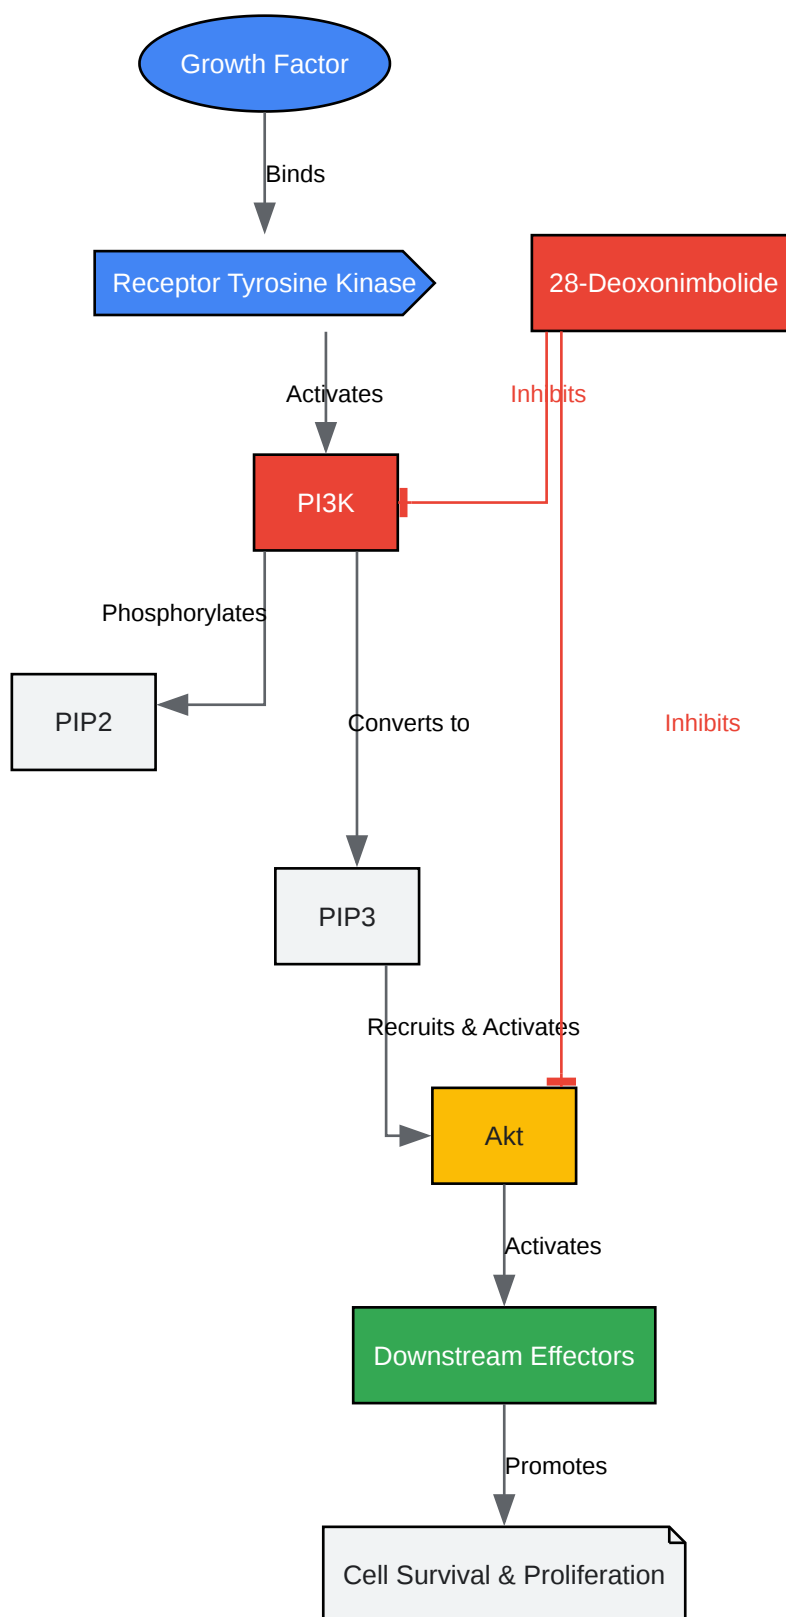 Growth Factor
Binds
Receptor Tyrosine Kinase
28-Deoxonimbolide
Activates
Inhibits
PI3K
Phosphorylates
PIP2
Converts to
Inhibits
PIP3
Recruits & Activates
Akt
Activates
Downstream Effectors
Promotes
Cell Survival & Proliferation